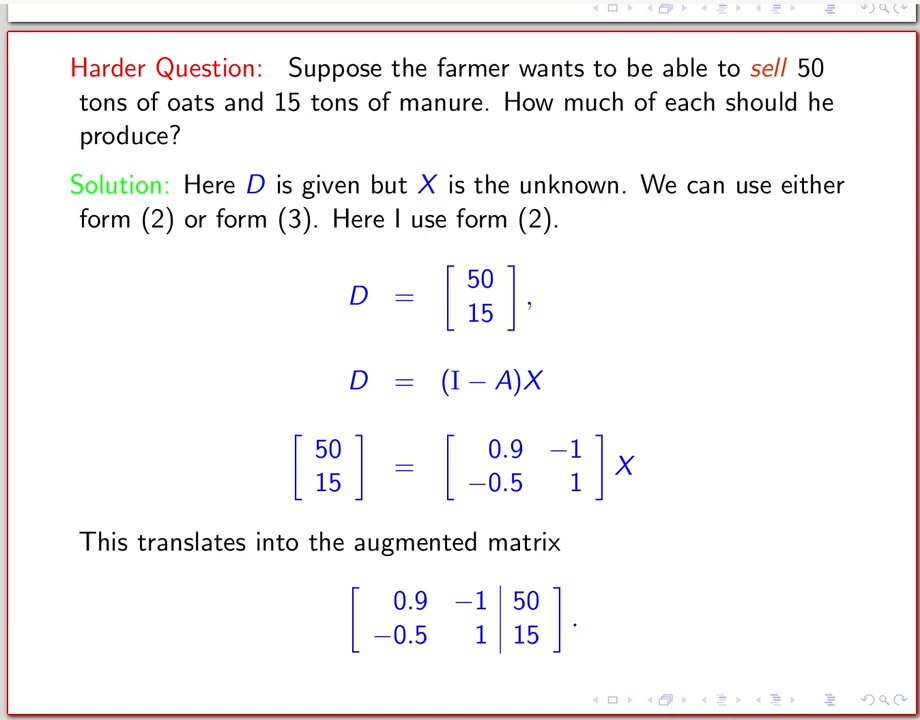 Harder Question: Suppose the farmer wants to be able to sell 50
tons of oats and 15 tons of manure. How much of each should he
produce?
Solution: Here D is given but X is the unknown. We can use either
form (2) or form (3). Here I use form (2).
D = [ 50
15 ],
D = (I − A)X
[ 50
15 ] = [ 0.9 −1
−0.5 1 ] X
This translates into the augmented matrix
[ 0.9 −1 | 50
−0.5 1 | 15 ].